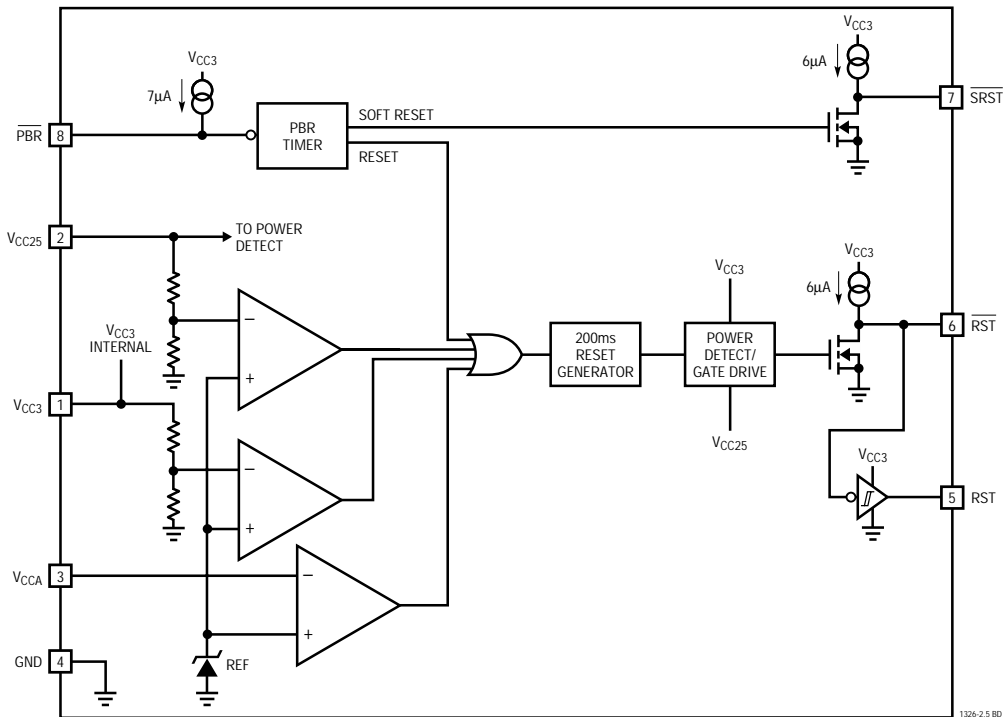 VCC3
7µA
PBR
8
PBR
TIMER
SOFT RESET
RESET
VCC3
6µA
7
SRST
VCC25
2
TO POWER
DETECT
VCC3
INTERNAL
VCC3
1
−
+
−
+
VCCA
3
−
+
GND
4
REF
200ms
RESET
GENERATOR
VCC3
POWER
DETECT/
GATE DRIVE
VCC25
VCC3
6µA
6
RST
VCC3
5
RST
1326-2.5 BD